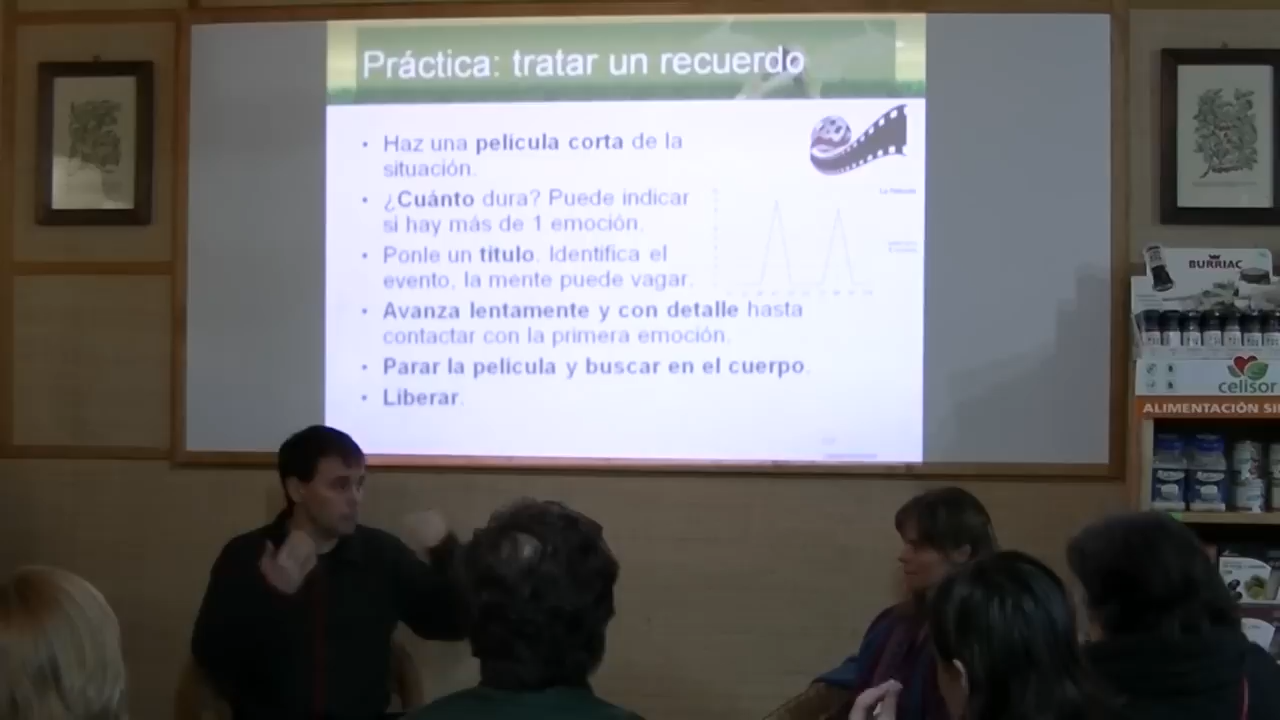 Práctica: tratar un recuerdo
• Haz una película corta de la
situación.
• ¿Cuánto dura? Puede indicar
si hay más de 1 emoción.
• Ponle un título. Identifica el
evento, la mente puede vagar.
• Avanza lentamente y con detalle hasta
contactar con la primera emoción.
• Parar la película y buscar en el cuerpo.
• Liberar.
La Película
BURRIAC
celisor
ALIMENTACIÓN SI